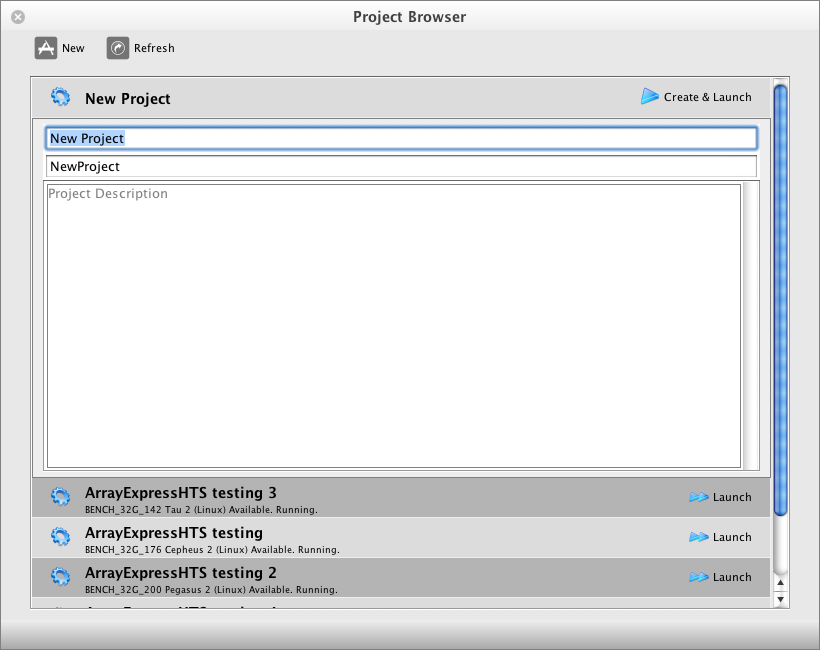 Project Browser
New
Refresh
New Project
Create & Launch
New Project
NewProject
Project Description
ArrayExpressHTS testing 3
BENCH_32G_142 Tau 2 (Linux) Available. Running.
Launch
ArrayExpressHTS testing
BENCH_32G_176 Cepheus 2 (Linux) Available. Running.
Launch
ArrayExpressHTS testing 2
BENCH_32G_200 Pegasus 2 (Linux) Available. Running.
Launch